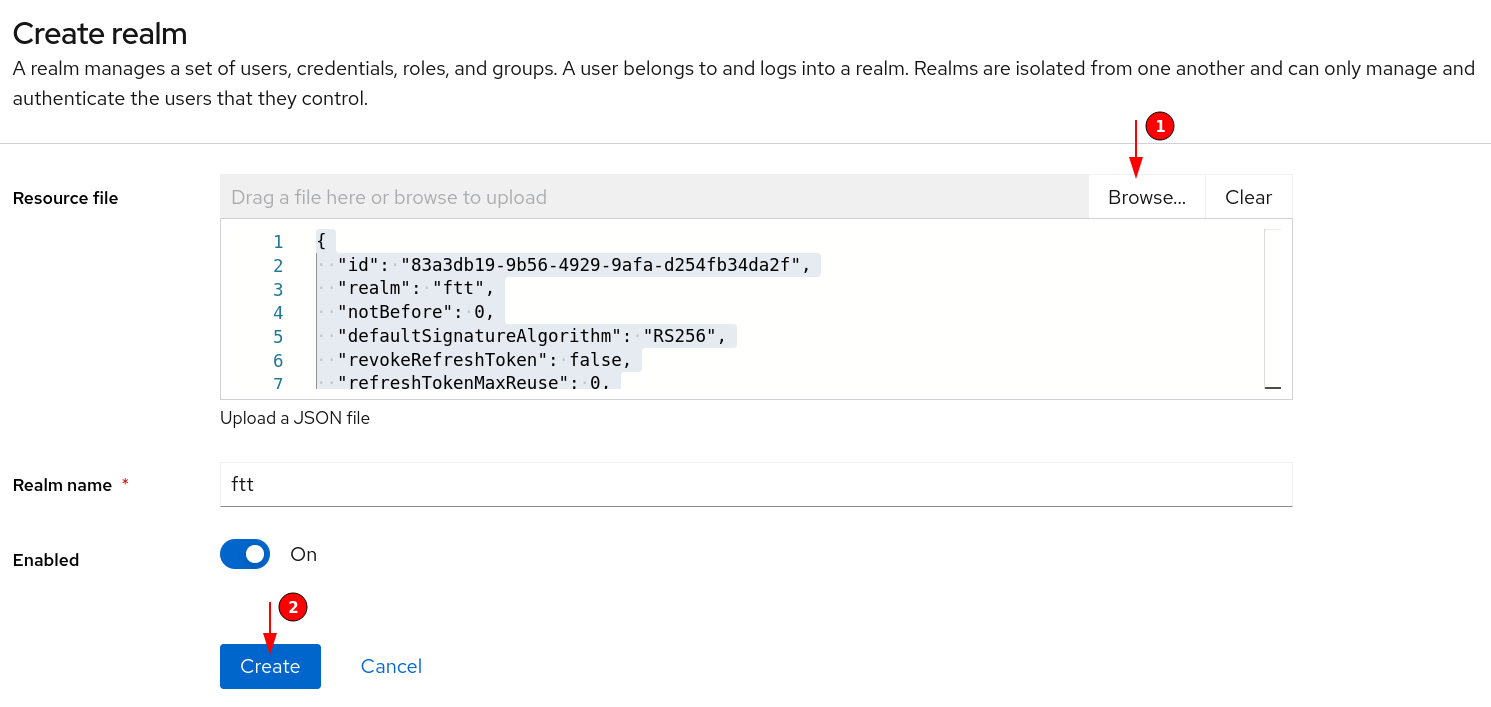 Create realm
A realm manages a set of users, credentials, roles, and groups. A user belongs to and logs into a realm. Realms are isolated from one another and can only manage and
authenticate the users that they control.
1
Resource file
Drag a file here or browse to upload
Browse...
Clear
1 {
2 ··"id":·"83a3db19-9b56-4929-9afa-d254fb34da2f",
3 ··"realm":·"ftt",
4 ··"notBefore":·0,
5 ··"defaultSignatureAlgorithm":·"RS256",
6 ··"revokeRefreshToken":·false,
7 ··"refreshTokenMaxReuse":·0,
Upload a JSON file
Realm name *
ftt
Enabled
On
2
Create
Cancel